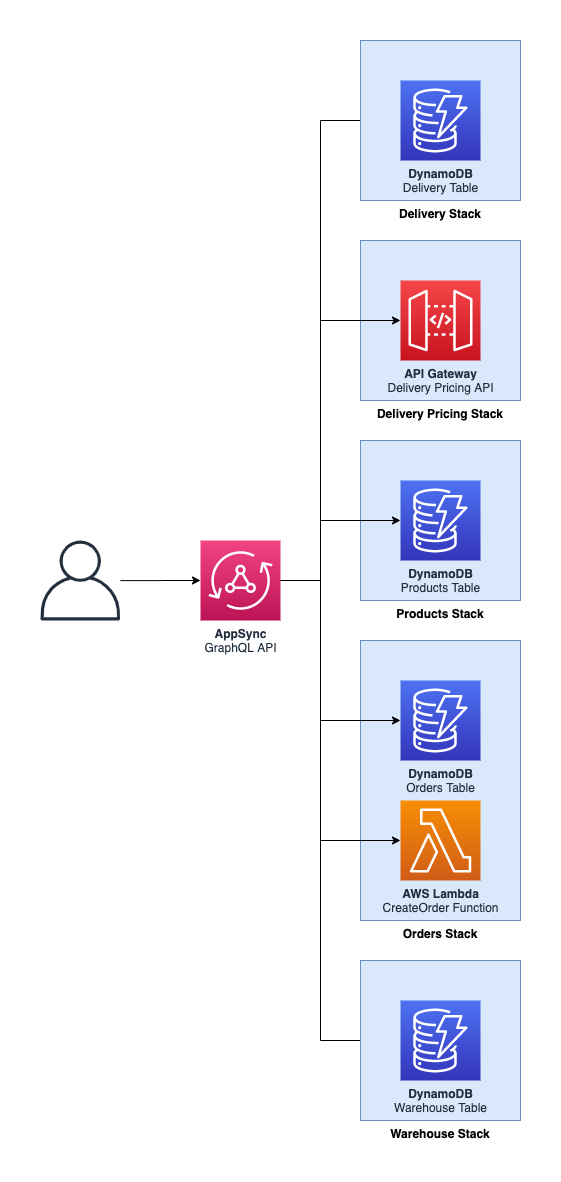 DynamoDB
Delivery Table
Delivery Stack
</>
API Gateway
Delivery Pricing API
Delivery Pricing Stack
DynamoDB
Products Table
Products Stack
AppSync
GraphQL API
DynamoDB
Orders Table
AWS Lambda
CreateOrder Function
Orders Stack
DynamoDB
Warehouse Table
Warehouse Stack